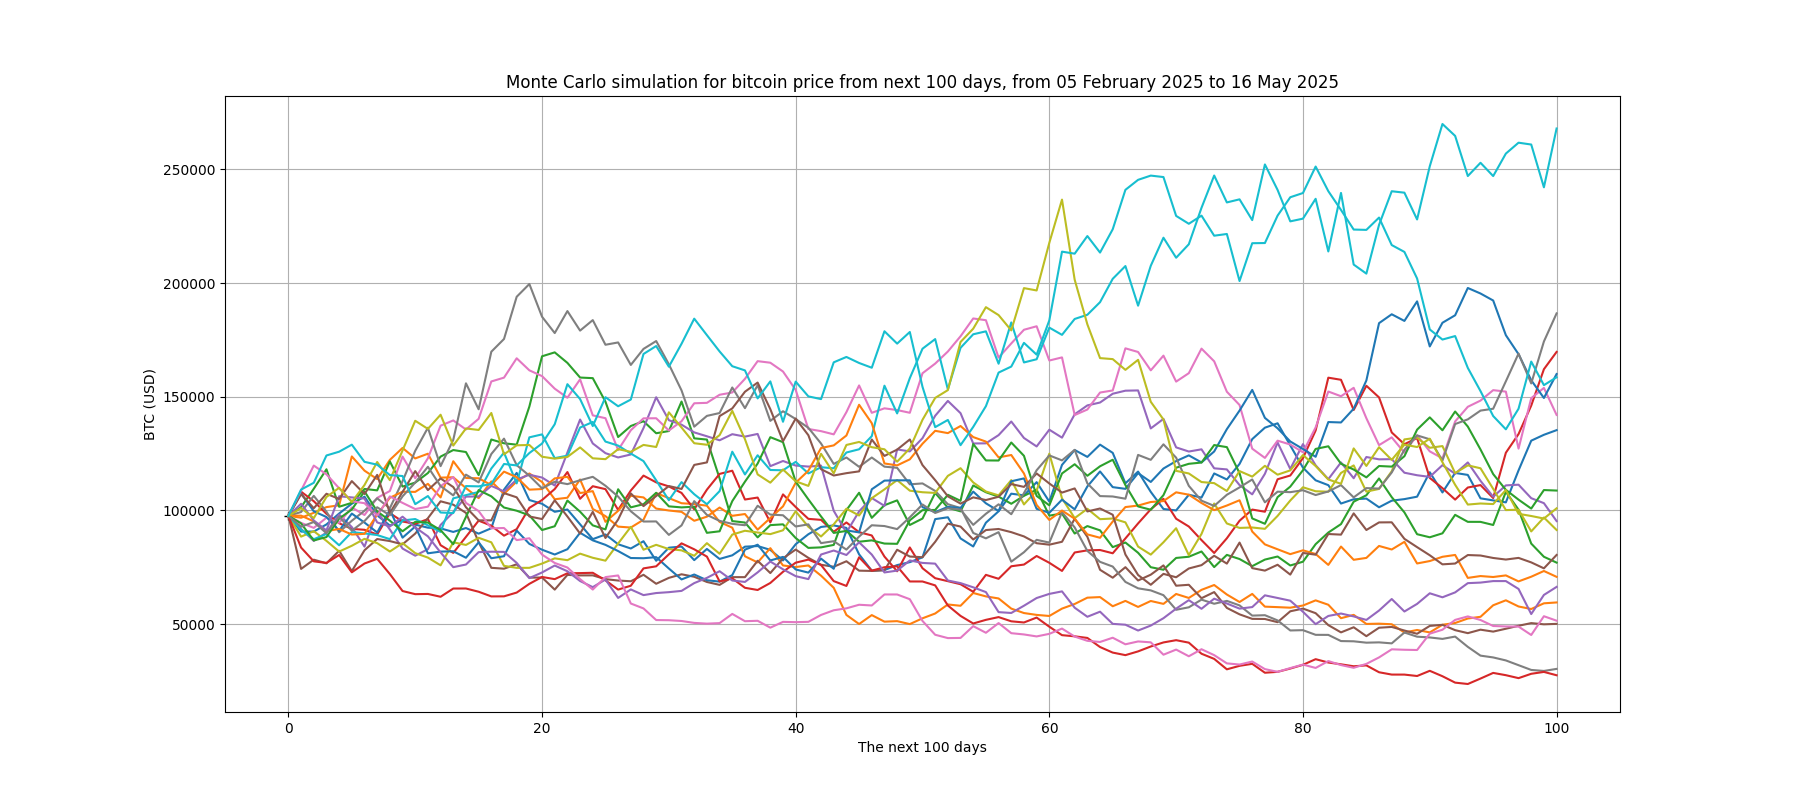 Monte Carlo simulation for bitcoin price from next 100 days, from 05 February 2025 to 16 May 2025
250000
200000
150000
100000
50000
BTC (USD)
0 20 40 60 80 100
The next 100 days